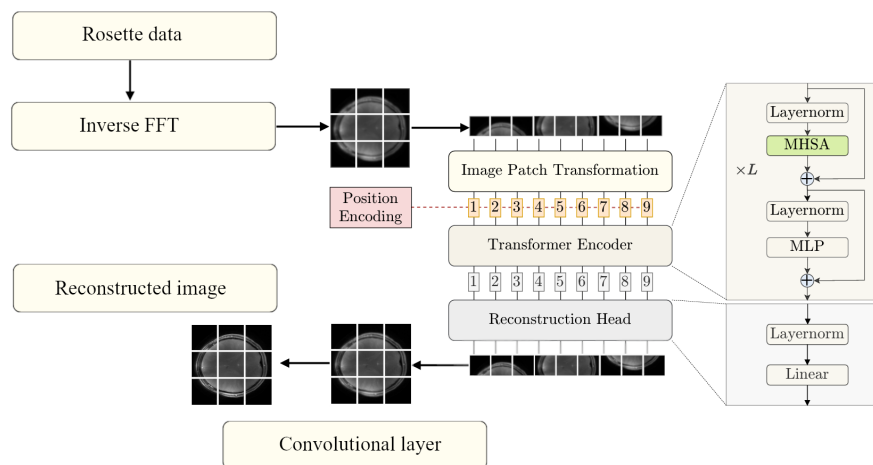 Rosette data
Inverse FFT
Image Patch Transformation
Position
Encoding
1 2 3 4 5 6 7 8 9
Transformer Encoder
1 2 3 4 5 6 7 8 9
Reconstruction Head
Reconstructed image
Convolutional layer
Layernorm
MHSA
×L
Layernorm
MLP
Layernorm
Linear